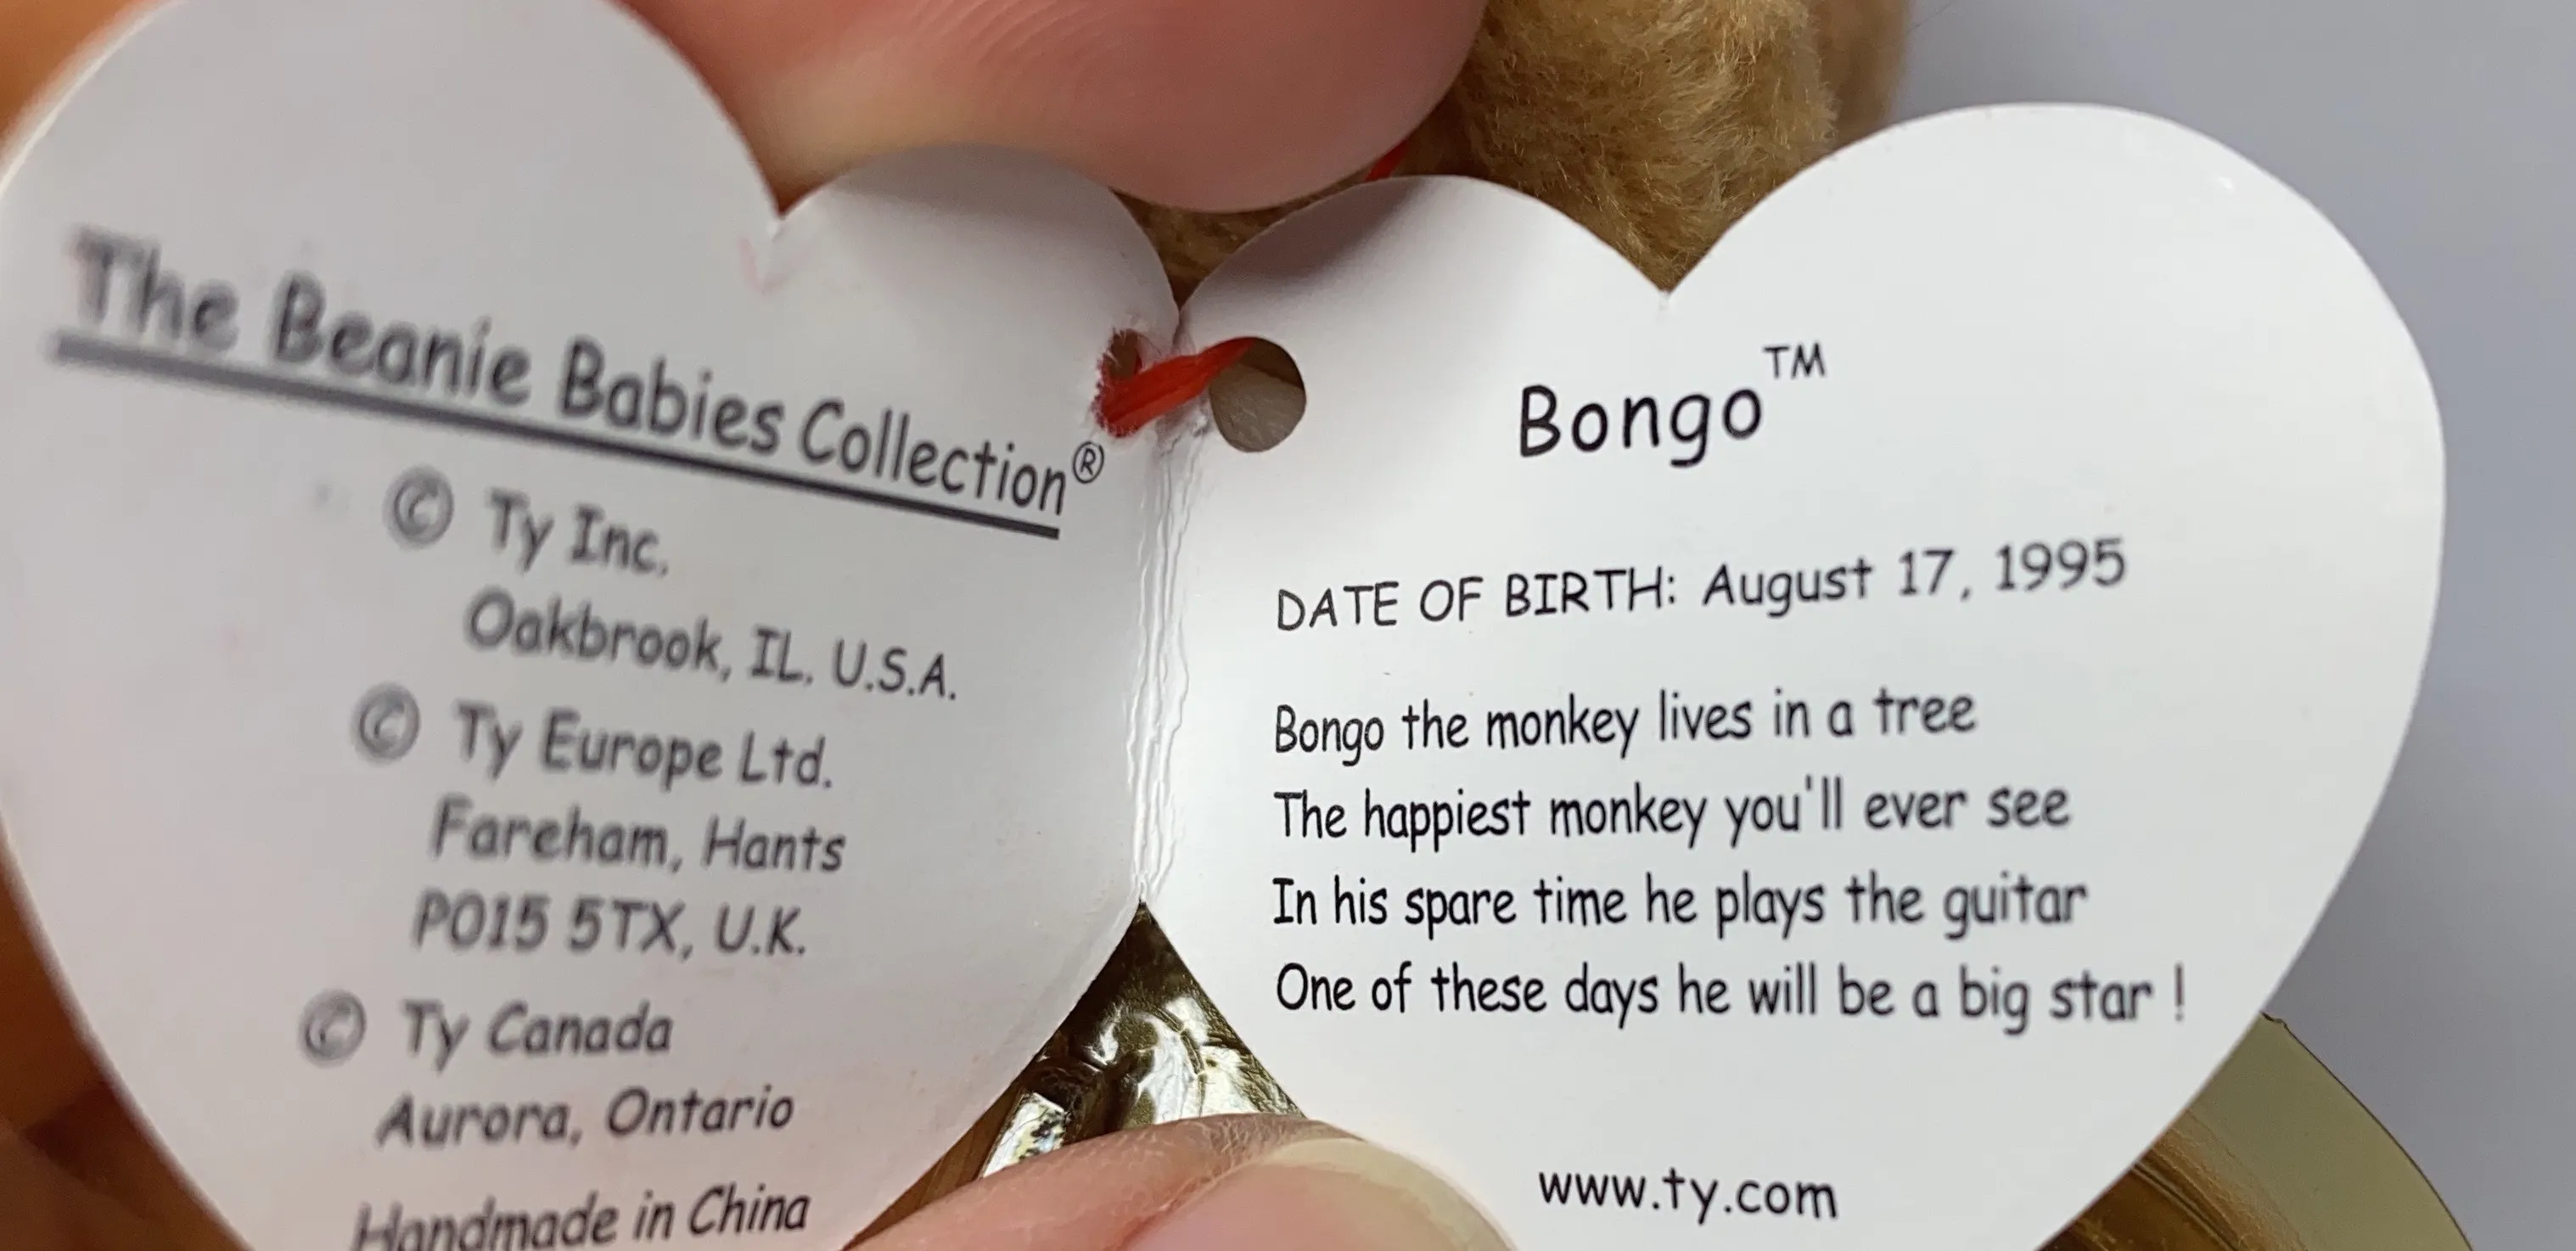 The Beanie Babies Collection®
© Ty Inc.
Oakbrook, IL. U.S.A.
© Ty Europe Ltd.
Fareham, Hants
PO15 5TX, U.K.
© Ty Canada
Aurora, Ontario
Handmade in China
Bongo™
DATE OF BIRTH: August 17, 1995
Bongo the monkey lives in a tree
The happiest monkey you'll ever see
In his spare time he plays the guitar
One of these days he will be a big star !
www.ty.com